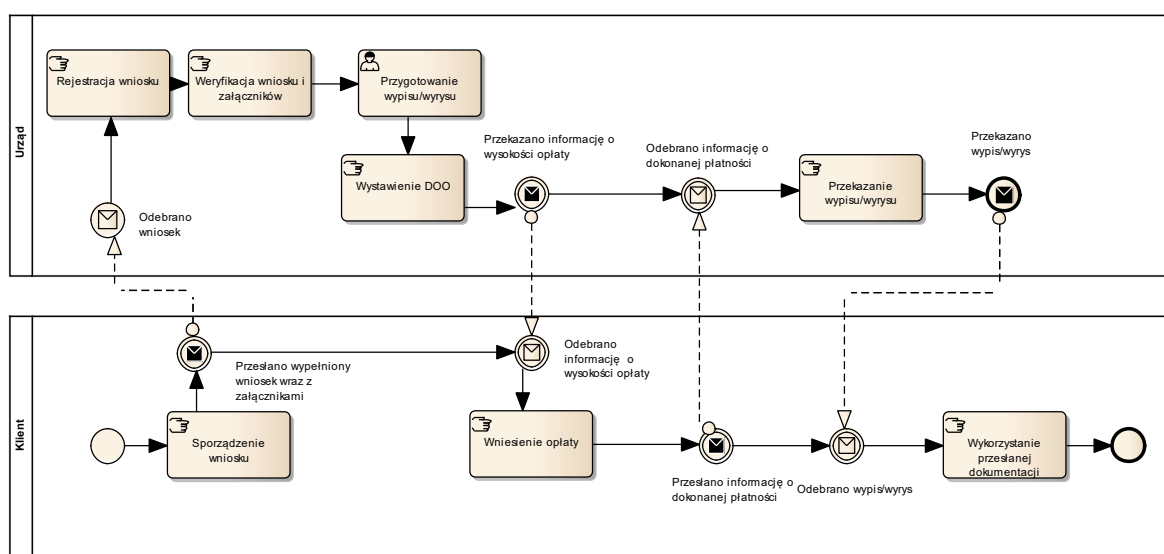 Urząd
Rejestracja wniosku
Weryfikacja wniosku i
załączników
Przygotowanie
wypisu/wyrysu
Wystawienie DOO
Przekazano informację o
wysokości opłaty
Odebrano informację o
dokonanej płatności
Przekazanie
wypisu/wyrysu
Przekazano
wypis/wyrys
Odebrano
wniosek
Klient
Przesłano wypełniony
wniosek wraz z
załącznikami
Odebrano
informację o
wysokości opłaty
Sporządzenie
wniosku
Wniesienie opłaty
Przesłano informację o
dokonanej płatności
Odebrano wypis/wyrys
Wykorzystanie
przesłanej
dokumentacji